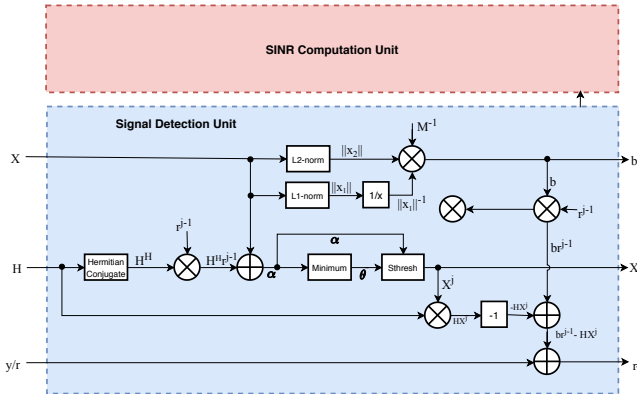 SINR Computation Unit
Signal Detection Unit
M⁻¹
X
L2-norm
||x₂||
b
L1-norm
||x₁||
1/x
||x₁||⁻¹
b
rʲ⁻¹
rʲ⁻¹
α
brʲ⁻¹
H
Hermitian
Conjugate
Hᴴ
Hᴴrʲ⁻¹
α
Minimum
θ
Sthresh
X
Xʲ
HXʲ
-1
-HXʲ
brʲ⁻¹- HXʲ
y/r
r